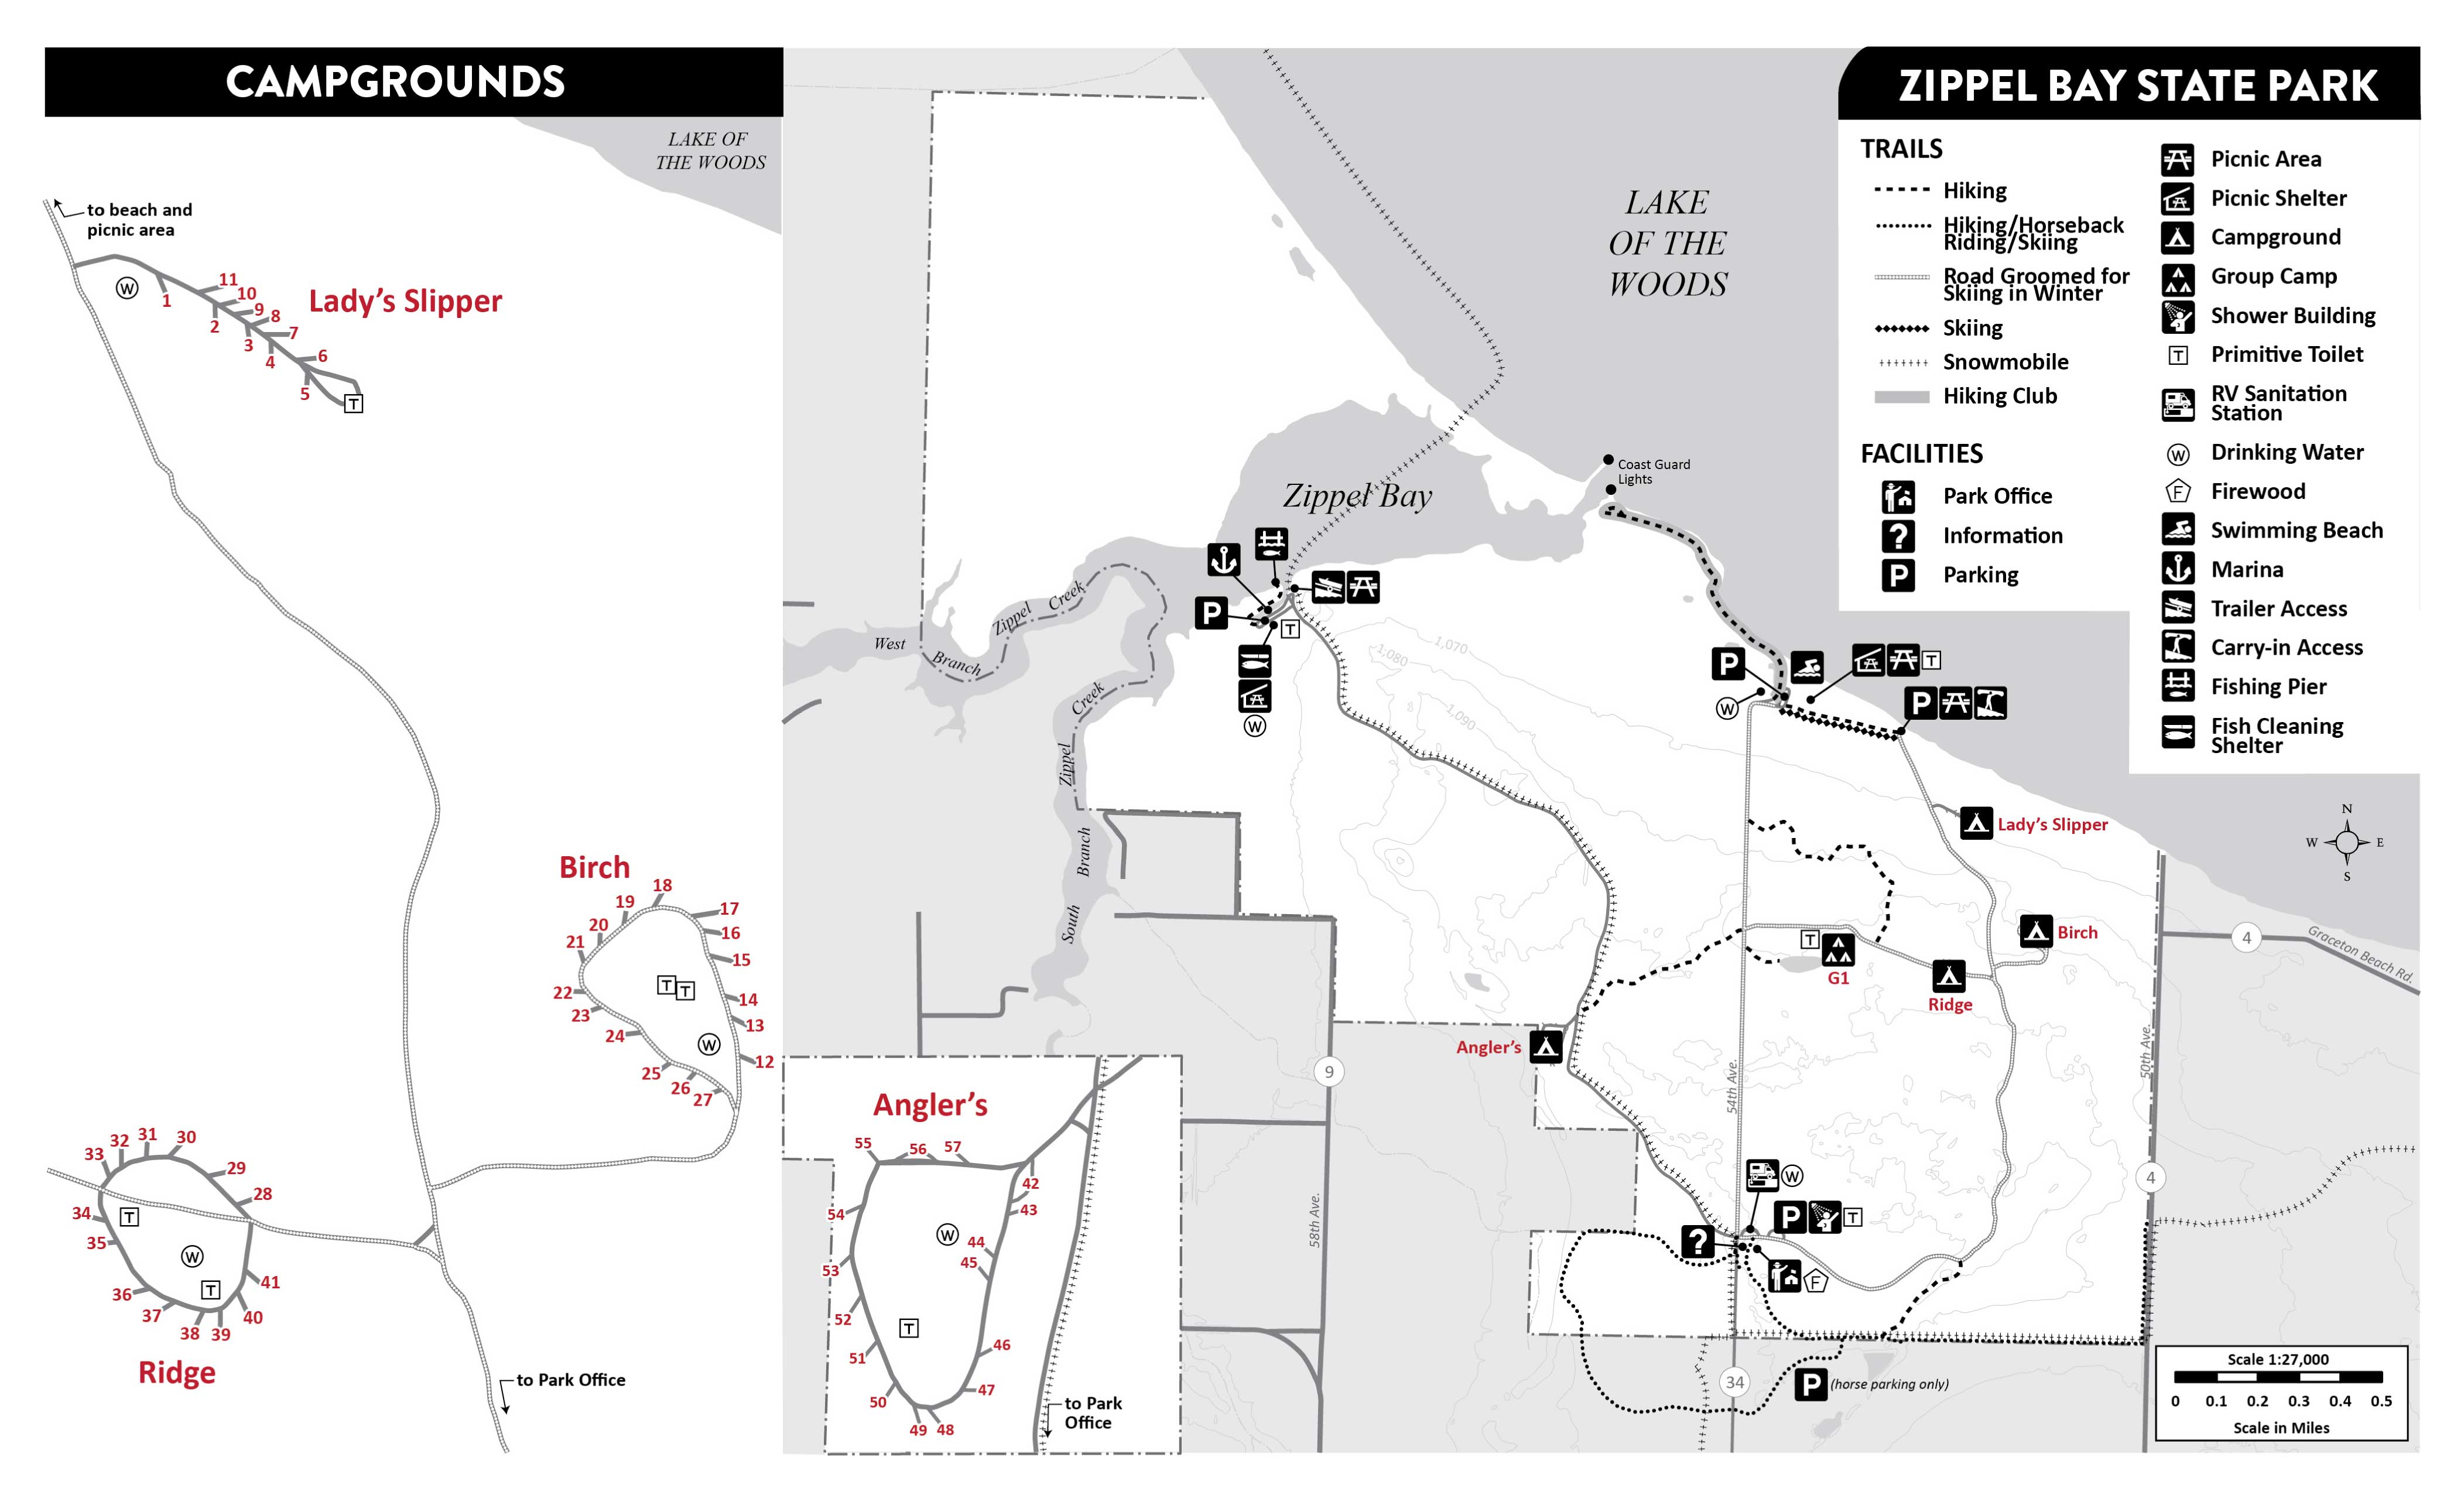 CAMPGROUNDS
LAKE OF
THE WOODS
to beach and
picnic area
W
1
11
10
9
8
2
7
3
4
6
5
T
Lady's Slipper
Birch
18
19
17
20
16
21
15
T
T
22
14
23
13
24
W
12
25
26
27
33
32
31
30
29
28
34
T
35
W
T
41
36
37
38
39
40
Ridge
to Park Office
Angler's
55
56
57
42
43
54
W
44
45
53
52
T
46
51
47
50
49
48
to Park
Office
ZIPPEL BAY STATE PARK
TRAILS
Hiking
Hiking/Horseback
Riding/Skiing
Road Groomed for
Skiing in Winter
Skiing
Snowmobile
Hiking Club
FACILITIES
Park Office
? Information
P Parking
Picnic Area
Picnic Shelter
Campground
Group Camp
Shower Building
T Primitive Toilet
RV Sanitation
Station
W Drinking Water
F Firewood
Swimming Beach
Marina
Trailer Access
Carry-in Access
Fishing Pier
Fish Cleaning
Shelter
LAKE
OF THE
WOODS
Coast Guard
Lights
Zippel Bay
P
T
W
West
Branch
Zippel
Creek
Creek
Zippel
Branch
South
1,070
1,080
1,090
P
W
T
P
Lady's Slipper
N
W
E
S
Birch
T
G1
Ridge
4
Graceton Beach Rd.
Angler's
9
54th Ave.
50th Ave.
58th Ave.
W
4
P
T
?
F
34
P (horse parking only)
Scale 1:27,000
0 0.1 0.2 0.3 0.4 0.5
Scale in Miles